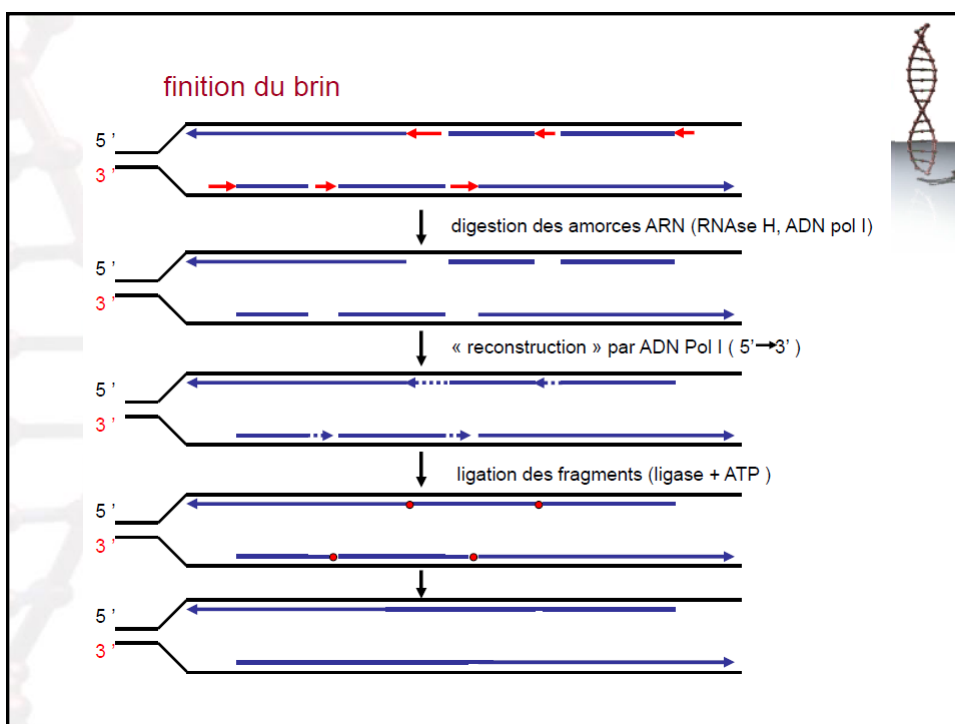 finition du brin
5 '
3 '
digestion des amorces ARN (RNAse H, ADN pol I)
5 '
3 '
« reconstruction » par ADN Pol I ( 5'→3' )
5 '
3 '
ligation des fragments (ligase + ATP )
5 '
3 '
5 '
3 '